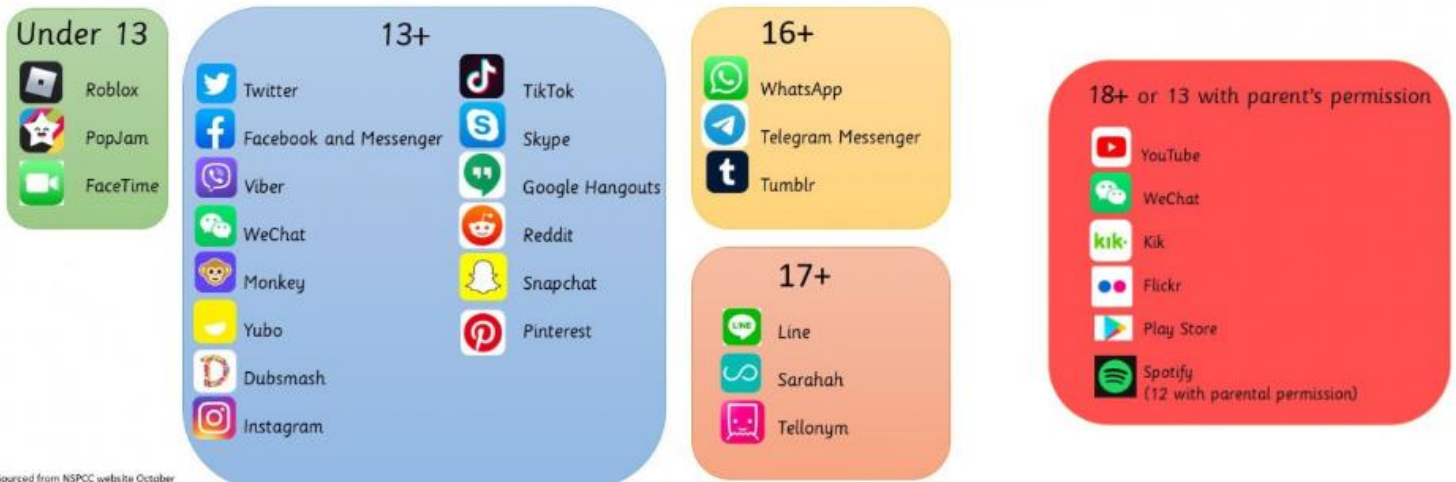 Under 13
Roblox
PopJam
FaceTime
13+
Twitter
Facebook and Messenger
Viber
WeChat
Monkey
Yubo
Dubsmash
Instagram
TikTok
Skype
Google Hangouts
Reddit
Snapchat
Pinterest
16+
WhatsApp
Telegram Messenger
Tumblr
17+
LINE
Line
Sarahah
Tellonym
18+ or 13 with parent's permission
YouTube
WeChat
kik.
Kik
Flickr
Play Store
Spotify
(12 with parental permission)
Sourced from NSPCC website October